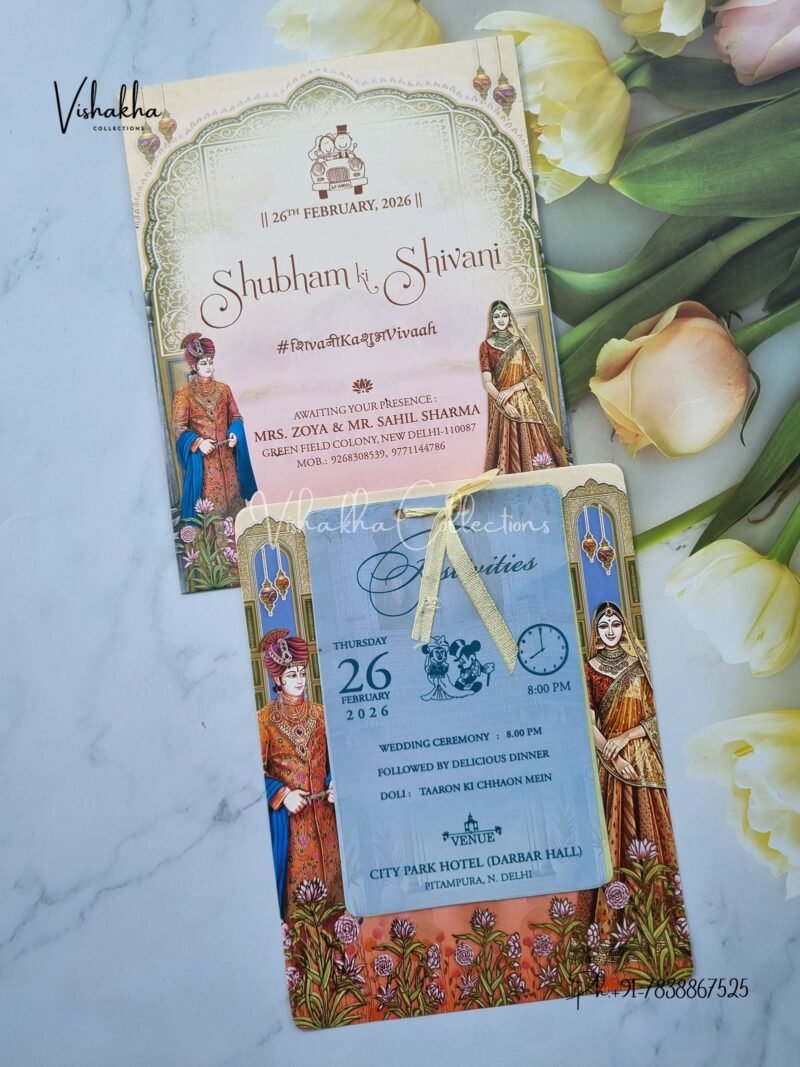 Vishakha
COLLECTIONS
|| 26TH FEBRUARY, 2026 ||
Shubham ki Shivani
#शिvaनीKaशुभVivaah
AWAITING YOUR PRESENCE :
MRS. ZOYA & MR. SAHIL SHARMA
GREEN FIELD COLONY, NEW DELHI-110087
MOB.: 9268308539, 9771144786
Vihakha Collections
Festivities
THURSDAY
26
FEBRUARY
2026
8:00 PM
WEDDING CEREMONY : 8.00 PM
FOLLOWED BY DELICIOUS DINNER
DOLI : TAARON KI CHHAON MEIN
VENUE
CITY PARK HOTEL (DARBAR HALL)
PITAMPURA, N. DELHI
Ph:+91-7838867525